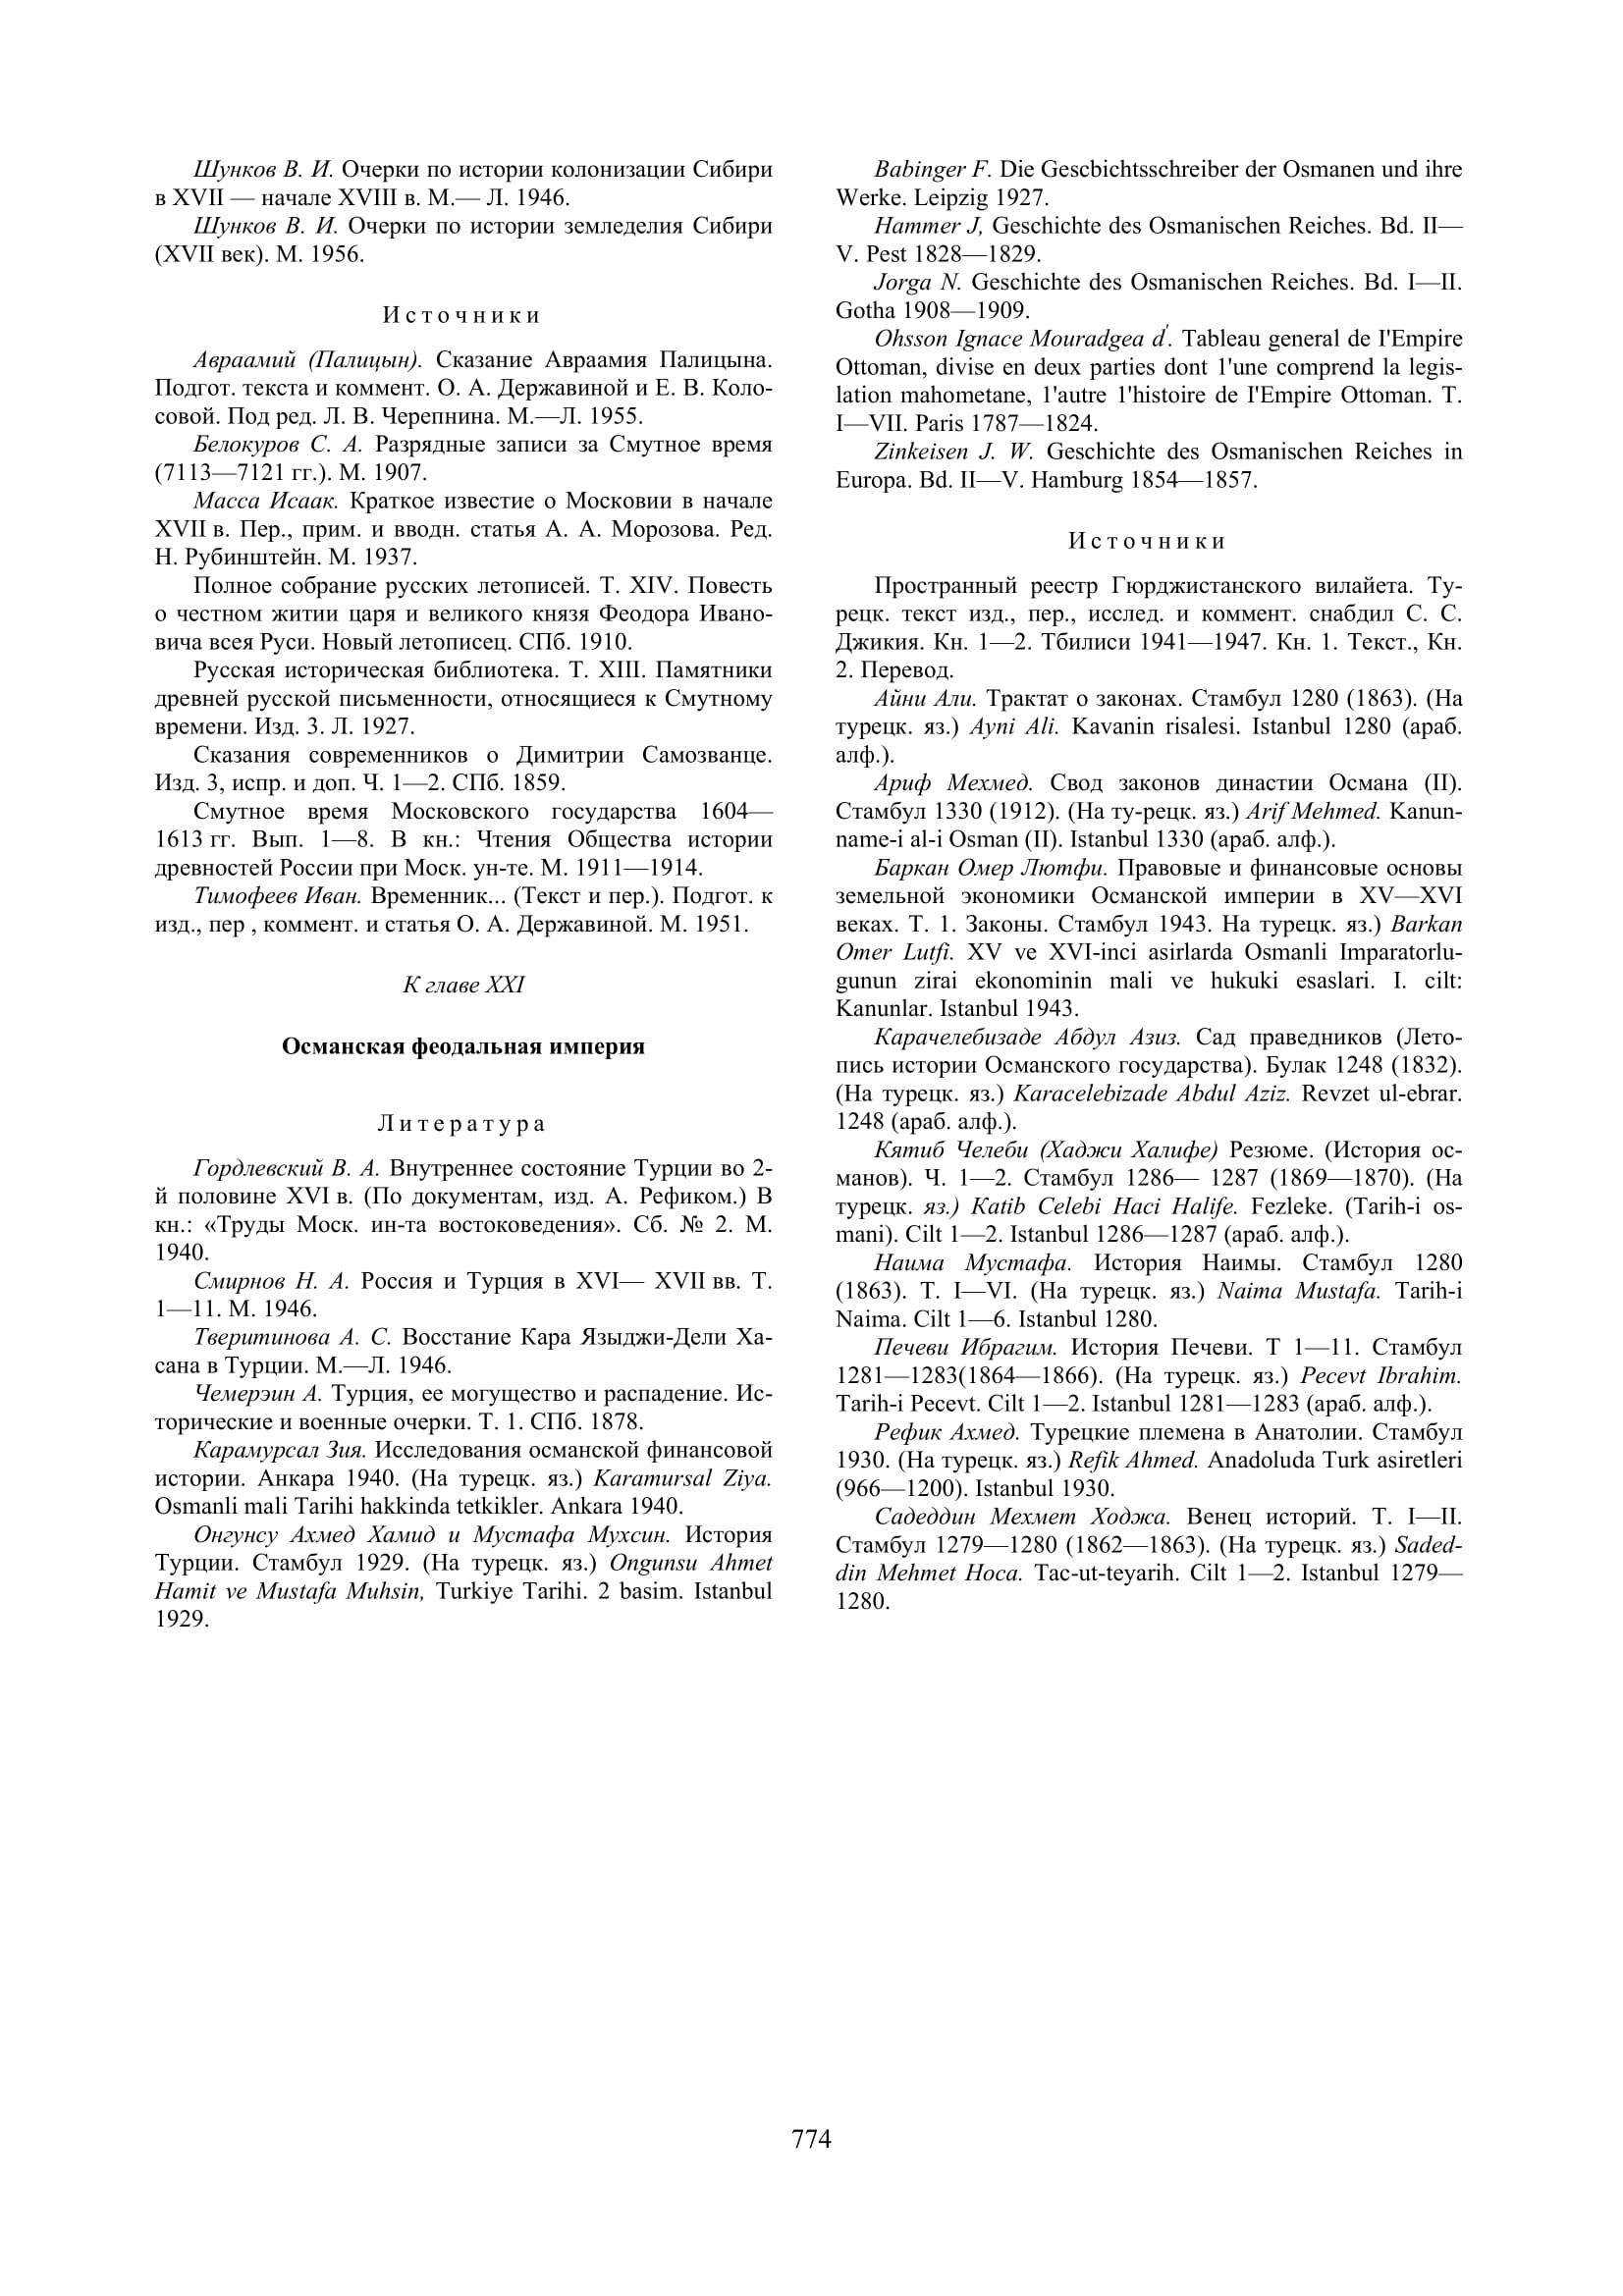 Шунков В. И. Очерки по истории колонизации Сибири
в XVII — начале XVIII в. М.— Л. 1946.
Шунков В. И. Очерки по истории земледелия Сибири
(XVII век). М. 1956.
Источники
Авраамий (Палицын). Сказание Авраамия Палицына.
Подгот. текста и коммент. О. А. Державиной и Е. В. Коло-
совой. Под ред. Л. В. Черепнина. М.—Л. 1955.
Белокуров С. А. Разрядные записи за Смутное время
(7113—7121 гг.). М. 1907.
Масса Исаак. Краткое известие о Московии в начале
XVII в. Пер., прим. и вводн. статья А. А. Морозова. Ред.
Н. Рубинштейн. М. 1937.
Полное собрание русских летописей. Т. XIV. Повесть
о честном житии царя и великого князя Феодора Ивано-
вича всея Руси. Новый летописец. СПб. 1910.
Русская историческая библиотека. Т. XIII. Памятники
древней русской письменности, относящиеся к Смутному
времени. Изд. 3. Л. 1927.
Сказания современников о Димитрии Самозванце.
Изд. 3, испр. и доп. Ч. 1—2. СПб. 1859.
Смутное время Московского государства 1604—
1613 гг. Вып. 1—8. В кн.: Чтения Общества истории
древностей России при Моск. ун-те. М. 1911—1914.
Тимофеев Иван. Временник... (Текст и пер.). Подгот. к
изд., пер , коммент. и статья О. А. Державиной. М. 1951.
К главе XXI
Османская феодальная империя
Литература
Гордлевский В. А. Внутреннее состояние Турции во 2-
й половине XVI в. (По документам, изд. А. Рефиком.) В
кн.: «Труды Моск. ин-та востоковедения». Сб. № 2. М.
1940.
Смирнов Н. А. Россия и Турция в XVI— XVII вв. Т.
1—11. М. 1946.
Тверитинова А. С. Восстание Кара Языджи-Дели Ха-
сана в Турции. М.—Л. 1946.
Чемерэин А. Турция, ее могущество и распадение. Ис-
торические и военные очерки. Т. 1. СПб. 1878.
Карамурсал Зия. Исследования османской финансовой
истории. Анкара 1940. (На турецк. яз.) Karamursal Ziya.
Osmanli mali Tarihi hakkinda tetkikler. Ankara 1940.
Онгунсу Ахмед Хамид и Мустафа Мухсин. История
Турции. Стамбул 1929. (На турецк. яз.) Ongunsu Ahmet
Hamit ve Mustafa Muhsin, Turkiye Tarihi. 2 basim. Istanbul
1929.
Babinger F. Die Gescbichtsschreiber der Osmanen und ihre
Werke. Leipzig 1927.
Hammer J, Geschichte des Osmanischen Reiches. Bd. II—
V. Pest 1828—1829.
Jorga N. Geschichte des Osmanischen Reiches. Bd. I—II.
Gotha 1908—1909.
Ohsson Ignace Mouradgea d'. Tableau general de I'Empire
Ottoman, divise en deux parties dont 1'une comprend la legis-
lation mahometane, 1'autre 1'histoire de I'Empire Ottoman. T.
I—VII. Paris 1787—1824.
Zinkeisen J. W. Geschichte des Osmanischen Reiches in
Europa. Bd. II—V. Hamburg 1854—1857.
Источники
Пространный реестр Гюрджистанского вилайета. Ту-
рецк. текст изд., пер., исслед. и коммент. снабдил С. С.
Джикия. Кн. 1—2. Тбилиси 1941—1947. Кн. 1. Текст., Кн.
2. Перевод.
Айни Али. Трактат о законах. Стамбул 1280 (1863). (На
турецк. яз.) Ayni Ali. Kavanin risalesi. Istanbul 1280 (араб.
алф.).
Ариф Мехмед. Свод законов династии Османа (II).
Стамбул 1330 (1912). (На ту-рецк. яз.) Arif Mehmed. Kanun-
name-i al-i Osman (II). Istanbul 1330 (араб. алф.).
Баркан Омер Лютфи. Правовые и финансовые основы
земельной экономики Османской империи в XV—XVI
веках. Т. 1. Законы. Стамбул 1943. На турецк. яз.) Barkan
Omer Lutfi. XV ve XVI-inci asirlarda Osmanli Imparatorlu-
gunun zirai ekonominin mali ve hukuki esaslari. I. cilt:
Kanunlar. Istanbul 1943.
Карачелебизаде Абдул Азиз. Сад праведников (Лето-
пись истории Османского государства). Булак 1248 (1832).
(На турецк. яз.) Karacelebizade Abdul Aziz. Revzet ul-ebrar.
1248 (араб. алф.).
Кятиб Челеби (Хаджи Халифе) Резюме. (История ос-
манов). Ч. 1—2. Стамбул 1286— 1287 (1869—1870). (На
турецк. яз.) Katib Celebi Haci Halife. Fezleke. (Tarih-i os-
mani). Cilt 1—2. Istanbul 1286—1287 (араб. алф.).
Наима Мустафа. История Наимы. Стамбул 1280
(1863). Т. I—VI. (На турецк. яз.) Naima Mustafa. Tarih-i
Naima. Cilt 1—6. Istanbul 1280.
Печеви Ибрагим. История Печеви. Т 1—11. Стамбул
1281—1283(1864—1866). (На турецк. яз.) Pecevt Ibrahim.
Tarih-i Pecevt. Cilt 1—2. Istanbul 1281—1283 (араб. алф.).
Рефик Ахмед. Турецкие племена в Анатолии. Стамбул
1930. (На турецк. яз.) Refik Ahmed. Anadoluda Turk asiretleri
(966—1200). Istanbul 1930.
Садеддин Мехмет Ходжа. Венец историй. Т. I—II.
Стамбул 1279—1280 (1862—1863). (На турецк. яз.) Saded-
din Mehmet Hoca. Tac-ut-teyarih. Cilt 1—2. Istanbul 1279—
1280.
774